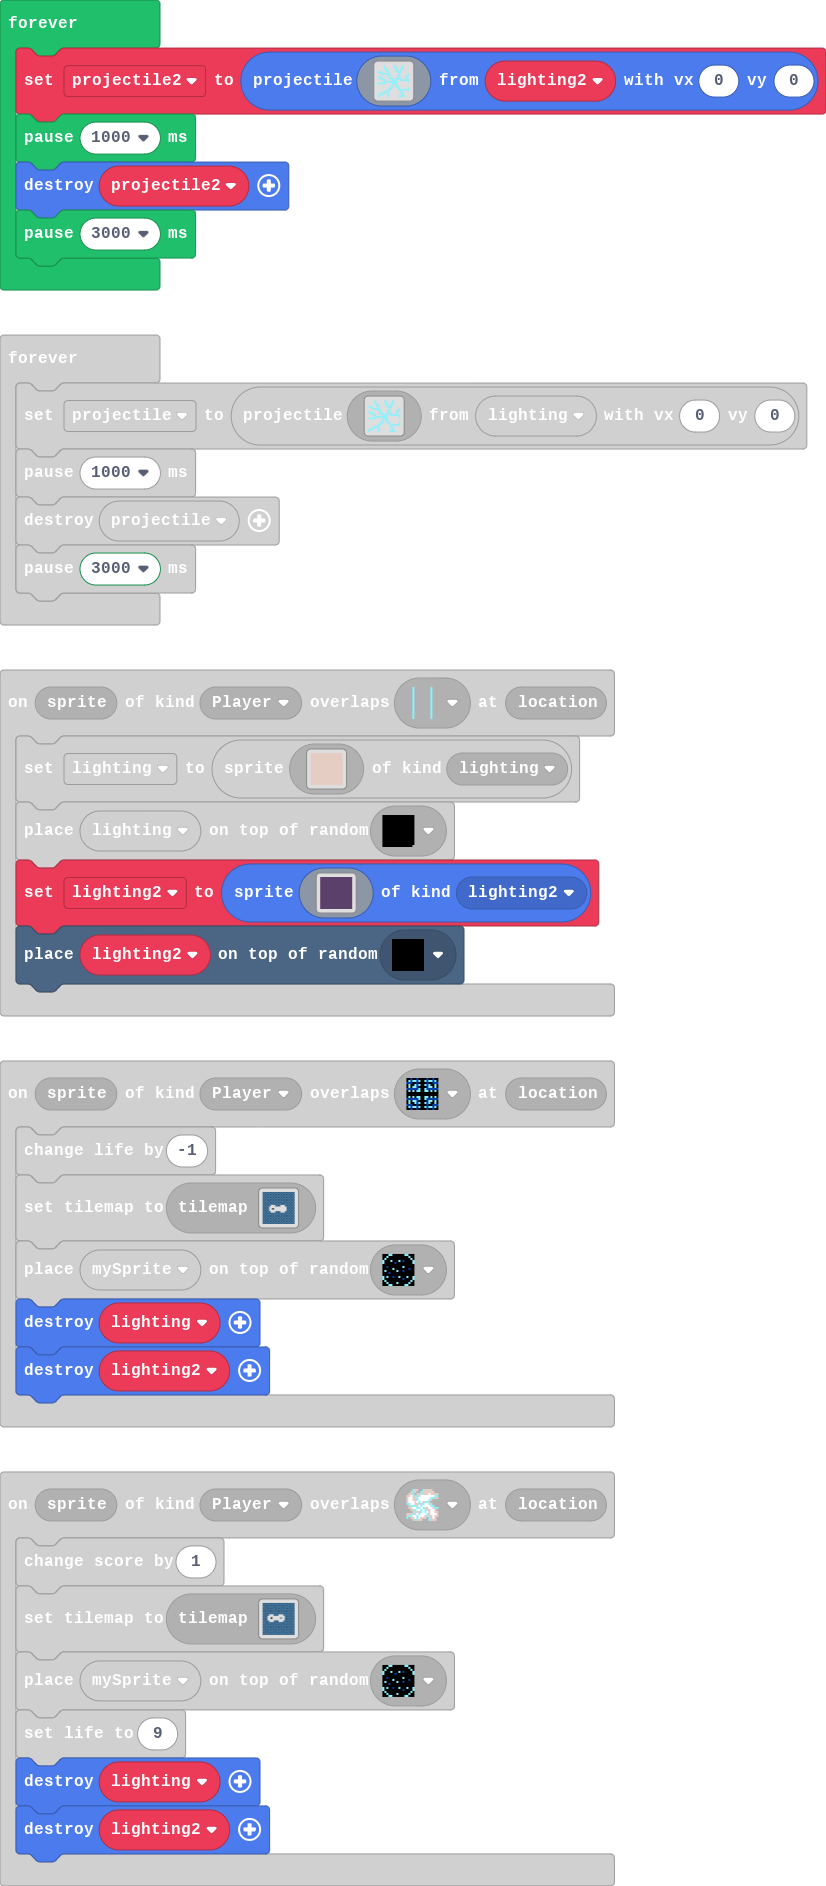 forever
set projectile2 to projectile from lighting2 with vx 0 vy 0
pause 1000 ms
destroy projectile2
pause 3000 ms
forever
set projectile to projectile from lighting with vx 0 vy 0
pause 1000 ms
destroy projectile
pause 3000 ms
on sprite of kind Player overlaps at location
set lighting to sprite of kind lighting
place lighting on top of random
set lighting2 to sprite of kind lighting2
place lighting2 on top of random
on sprite of kind Player overlaps at location
change life by -1
set tilemap to tilemap
place mySprite on top of random
destroy lighting
destroy lighting2
on sprite of kind Player overlaps at location
change score by 1
set tilemap to tilemap
place mySprite on top of random
set life to 9
destroy lighting
destroy lighting2